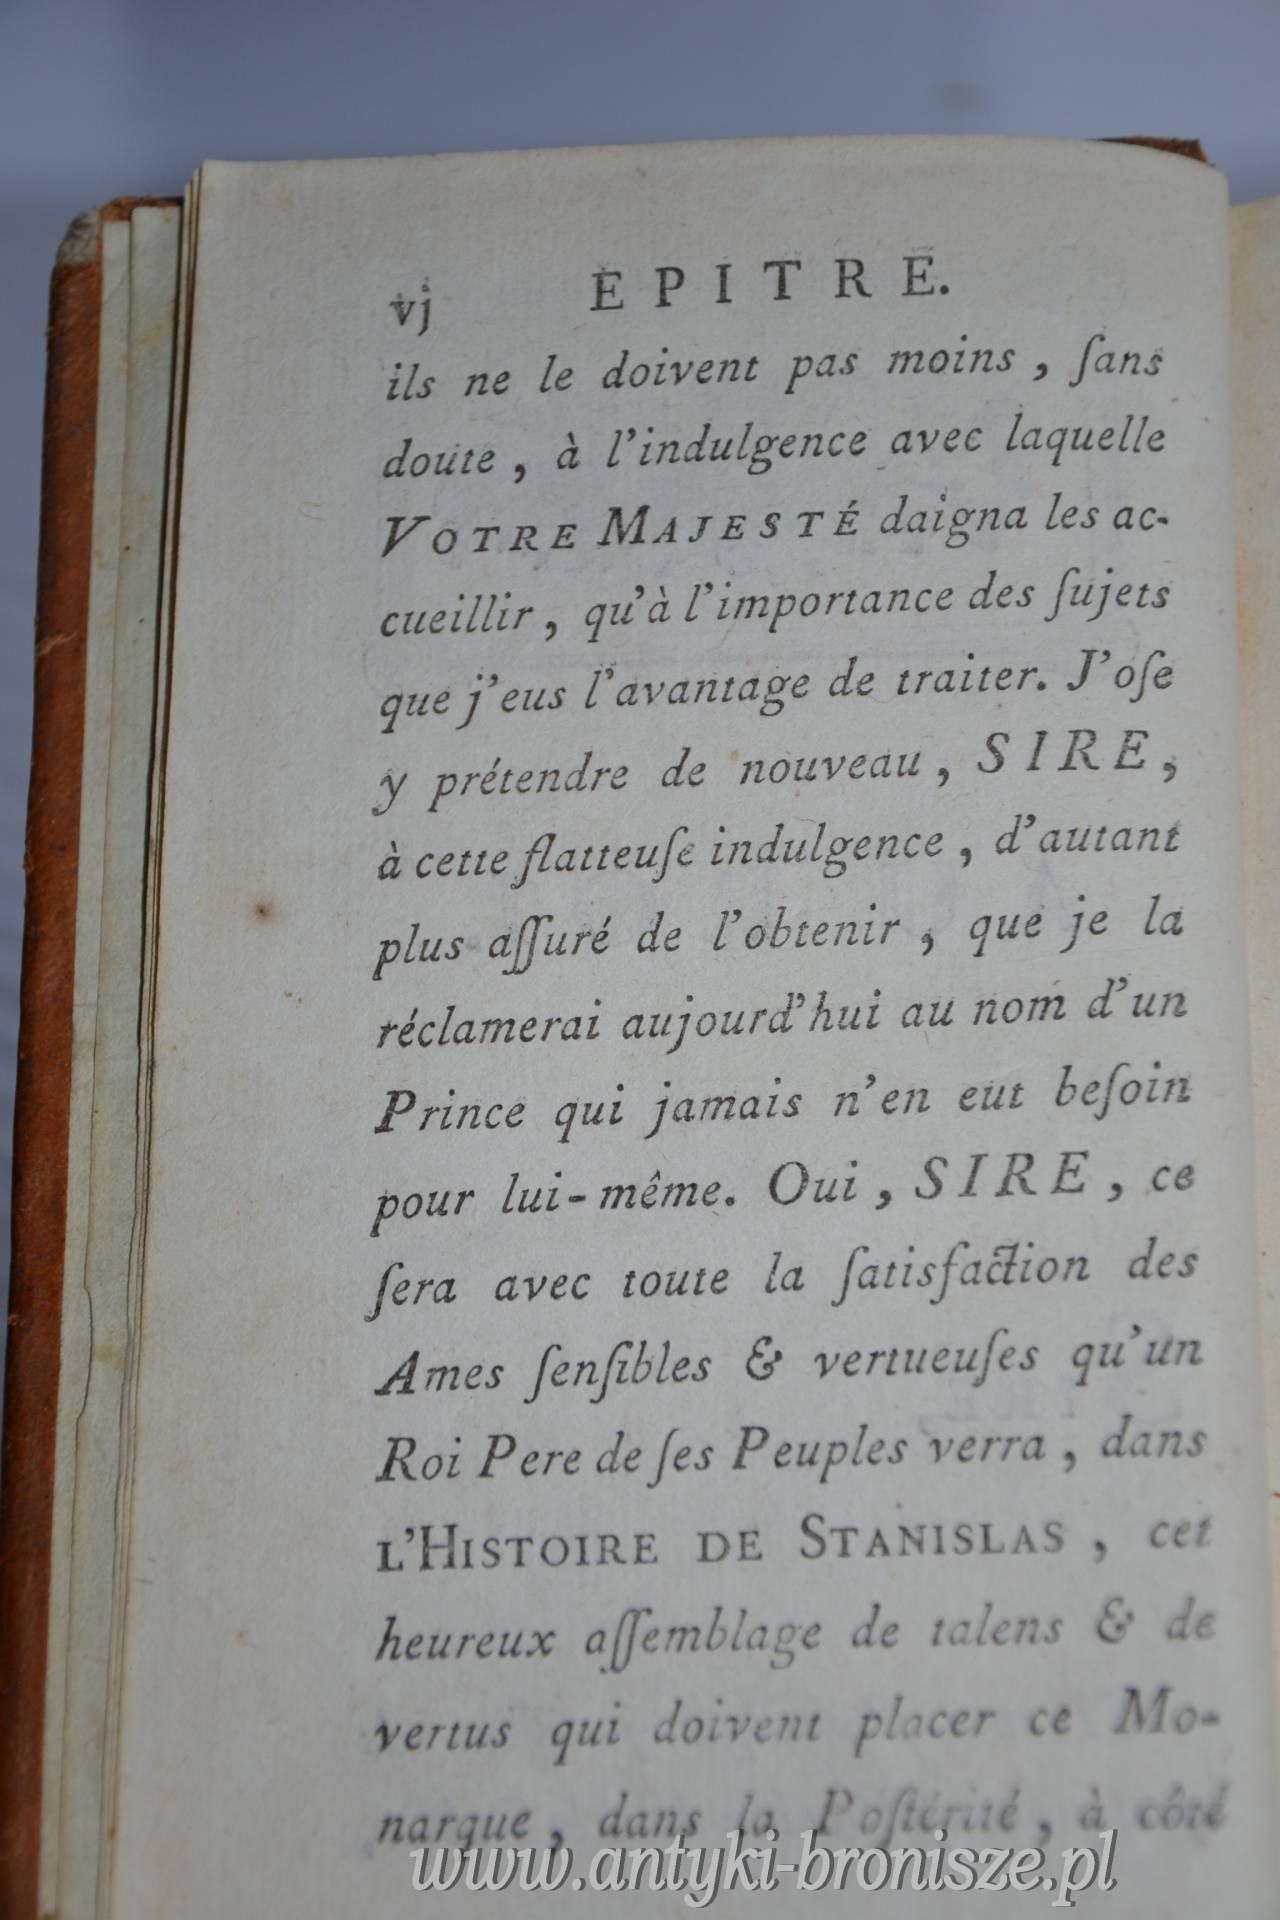 vj EPITRE.
ils ne le doivent pas moins, ſans
doute, à l'indulgence avec laquelle
VOTRE MAJESTÉ daigna les ac-
cueillir, qu'à l'importance des ſujets
que j'eus l'avantage de traiter. J'oſe
y prétendre de nouveau, SIRE,
à cette flatteuſe indulgence, d'autant
plus aſſuré de l'obtenir, que je la
réclamerai aujourd'hui au nom d'un
Prince qui jamais n'en eut beſoin
pour lui-même. Oui, SIRE, ce
ſera avec toute la ſatisfaction des
Ames ſenſibles & vertueuſes qu'un
Roi Pere de ſes Peuples verra, dans
L'HISTOIRE DE STANISLAS, cet
heureux aſſemblage de talens & de
vertus qui doivent placer ce Mo-
narque, dans la Poſtérité, à côté
www.antyki-bronisze.pl